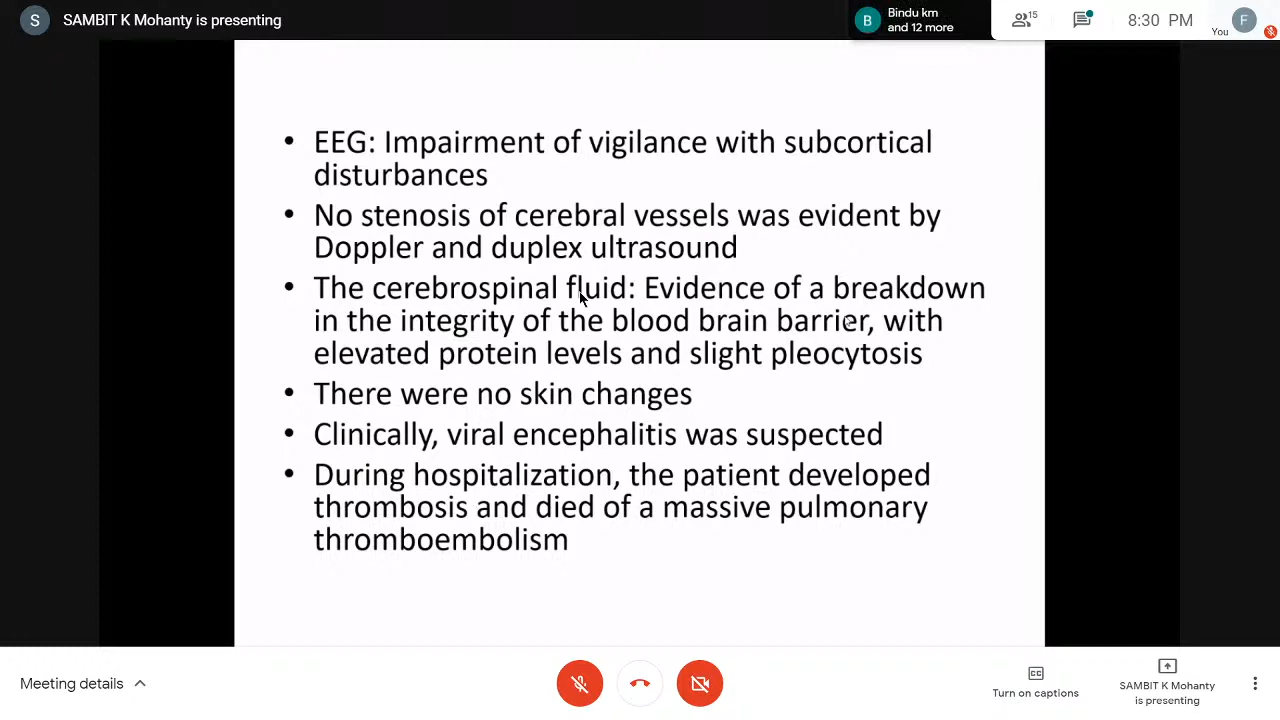 S SAMBIT K Mohanty is presenting
B Bindu km
and 12 more
15
8:30 PM
You
F
• EEG: Impairment of vigilance with subcortical
disturbances
• No stenosis of cerebral vessels was evident by
Doppler and duplex ultrasound
• The cerebrospinal fluid: Evidence of a breakdown
in the integrity of the blood brain barrier, with
elevated protein levels and slight pleocytosis
• There were no skin changes
• Clinically, viral encephalitis was suspected
• During hospitalization, the patient developed
thrombosis and died of a massive pulmonary
thromboembolism
Meeting details
CC
Turn on captions
SAMBIT K Mohanty
is presenting